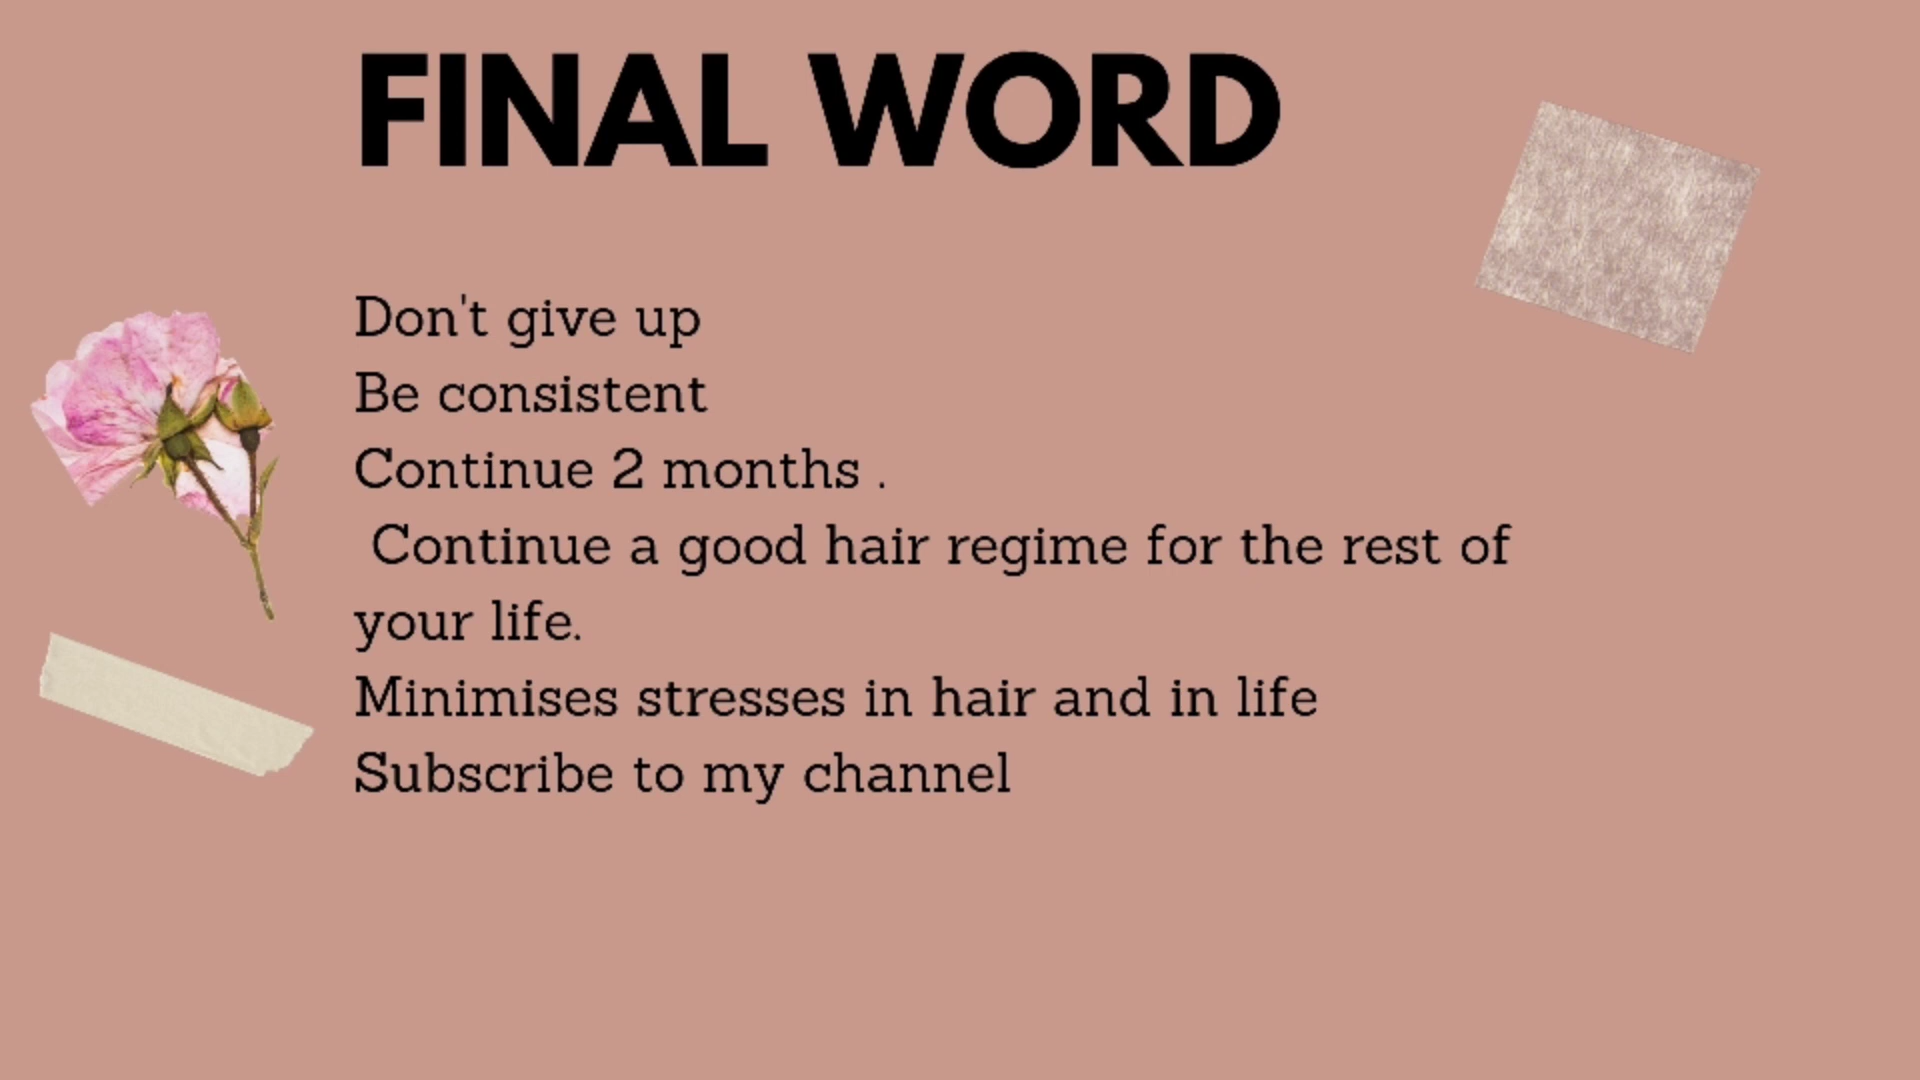 FINAL WORD
Don't give up
Be consistent
Continue 2 months .
Continue a good hair regime for the rest of
your life.
Minimises stresses in hair and in life
Subscribe to my channel